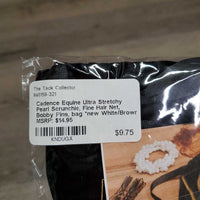 The Tack Collector
Cadence Equine Ultra Stretchy
Pearl Scrunchie, Fine Hair Net,
Bobby Pins, bag *new White/Brown
MSRP: $14.95
$9.75
KNDUGA